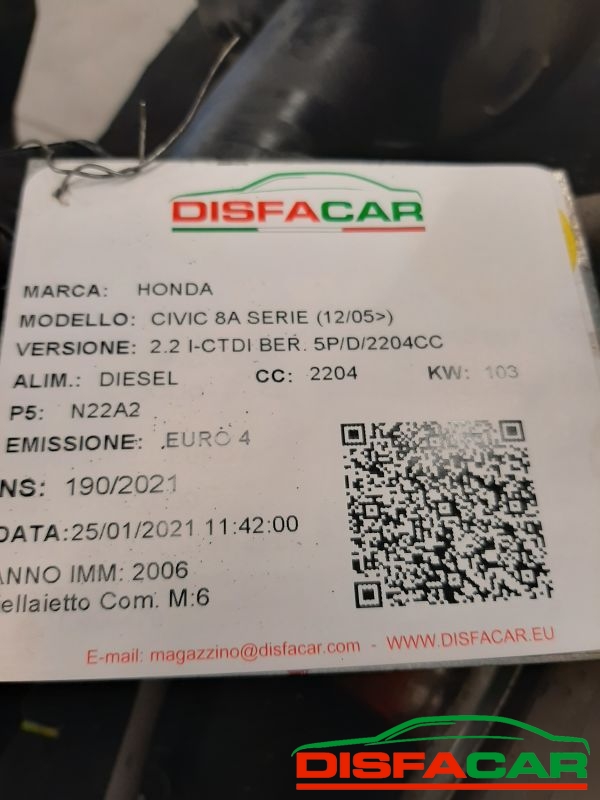 DISFACAR
MARCA: HONDA
MODELLO: CIVIC 8A SERIE (12/05>)
VERSIONE: 2.2 I-CTDI BER. 5P/D/2204CC
ALIM.: DIESEL CC: 2204 KW: 103
P5: N22A2
EMISSIONE: EURO 4
NS: 190/2021
DATA:25/01/2021 11:42:00
ANNO IMM: 2006
ellaietto Com. M:6
E-mail: magazzino@disfacar.com - WWW.DISFACAR.EU
DISFACAR